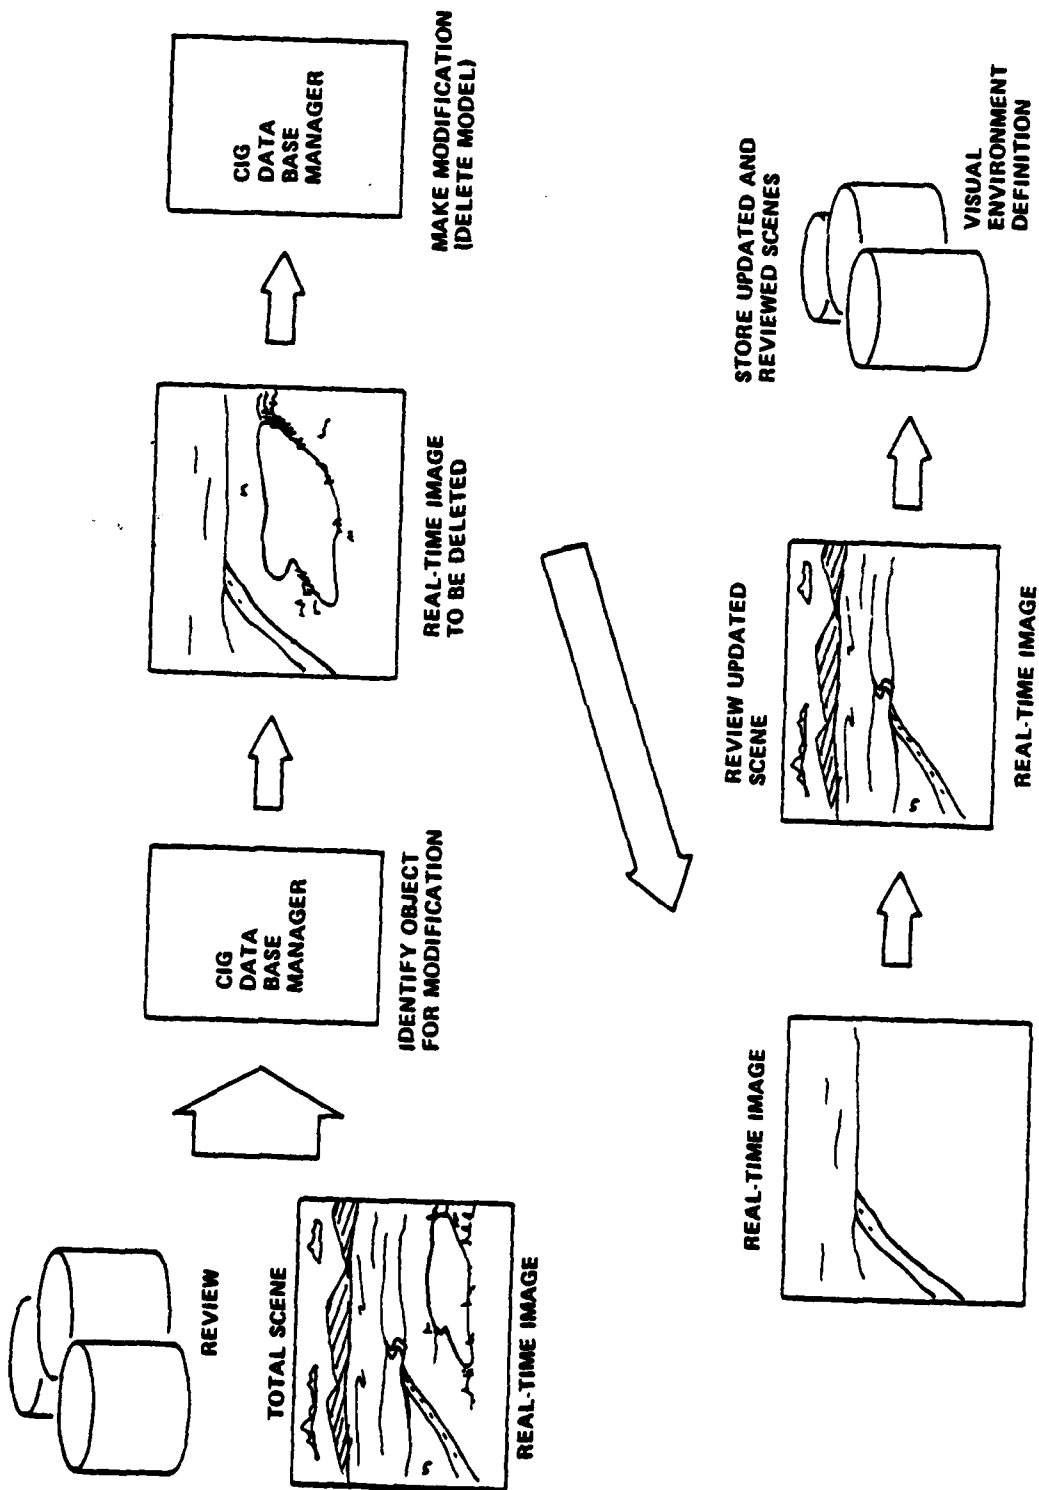 REVIEW
TOTAL SCENE
REAL-TIME IMAGE
CIG
DATA
BASE
MANAGER
IDENTIFY OBJECT
FOR MODIFICATION
REAL-TIME IMAGE
TO BE DELETED
CIG
DATA
BASE
MANAGER
MAKE MODIFICATION
(DELETE MODEL)
REAL-TIME IMAGE
REVIEW UPDATED
SCENE
REAL-TIME IMAGE
STORE UPDATED AND
REVIEWED SCENES
VISUAL
ENVIRONMENT
DEFINITION